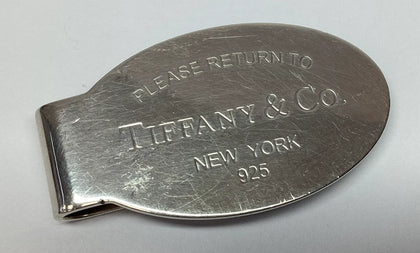 PLEASE RETURN TO
TIFFANY & CO.
NEW YORK
925